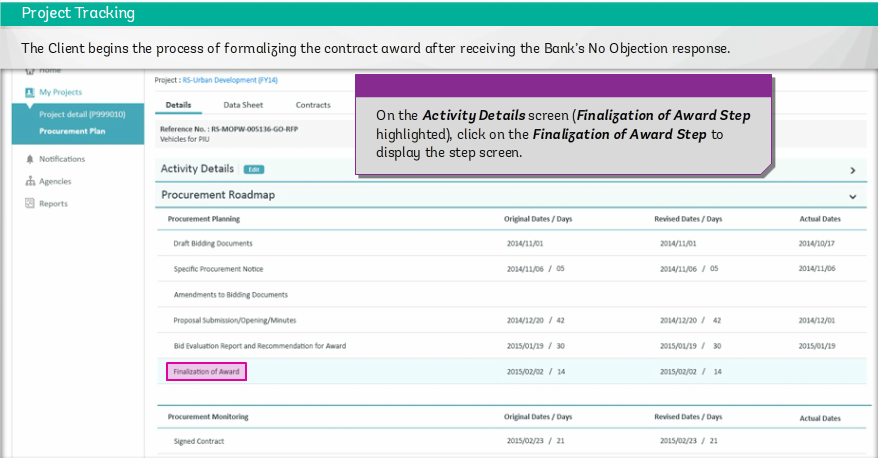 Project Tracking
The Client begins the process of formalizing the contract award after receiving the Bank's No Objection response.
Home
Project : RS-Urban Development (FY14)
My Projects
Project detail (P999010)
Procurement Plan
Notifications
Agencies
Reports
Details Data Sheet Contracts
Reference No. : RS-MOPW-005136-GO-RFP
Vehicles for PIU
On the Activity Details screen (Finalization of Award Step
highlighted), click on the Finalization of Award Step to
display the step screen.
Activity Details Edit
Procurement Roadmap
Procurement Planning Original Dates / Days Revised Dates / Days Actual Dates
Draft Bidding Documents 2014/11/01 2014/11/01 2014/10/17
Specific Procurement Notice 2014/11/06 / 05 2014/11/06 / 05 2014/11/06
Amendments to Bidding Documents
Proposal Submission/Opening/Minutes 2014/12/20 / 42 2014/12/20 / 42 2014/12/01
Bid Evaluation Report and Recommendation for Award 2015/01/19 / 30 2015/01/19 / 30 2015/01/19
Finalization of Award 2015/02/02 / 14 2015/02/02 / 14
Procurement Monitoring Original Dates / Days Revised Dates / Days Actual Dates
Signed Contract 2015/02/23 / 21 2015/02/23 / 21